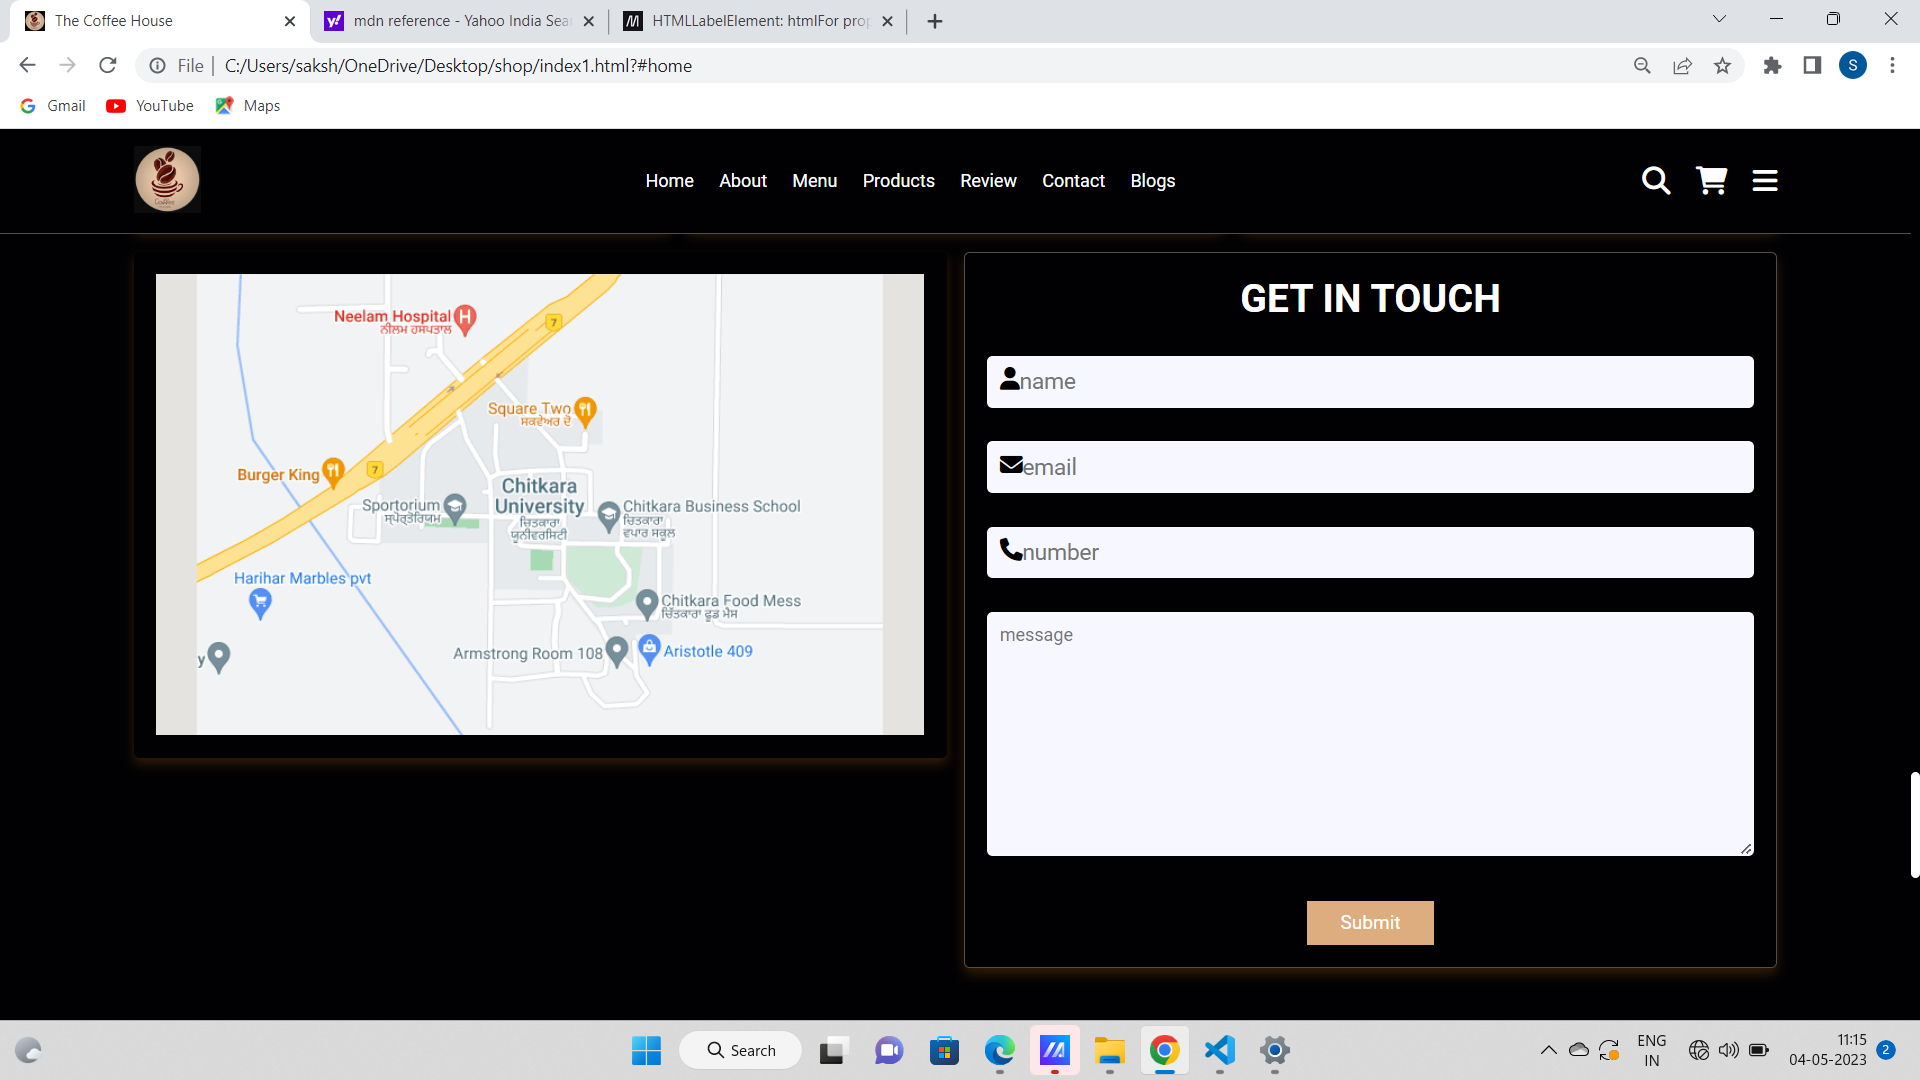 The Coffee House
mdn reference - Yahoo India Sea
HTMLLabelElement: htmlFor prop
File
C:/Users/saksh/OneDrive/Desktop/shop/index1.html?#home
S
Gmail
YouTube
Maps
Home
About
Menu
Products
Review
Contact
Blogs
Neelam Hospital
ਨੀਲਮ ਹਸਪਤਾਲ
H
7
Square Two
ਸਕਵੇਅਰ ਦੋ
Burger King
7
Chitkara
University
ਚਿਤਕਾਰਾ
ਯੂਨੀਵਰਸਿਟੀ
Sportorium
ਸਪੋਰਤੋਰਿਯਮ
Chitkara Business School
ਚਿਤਕਾਰਾ
ਵਪਾਰ ਸਕੂਲ
Harihar Marbles pvt
Chitkara Food Mess
ਚਿੱਤਕਾਰਾ ਫੂਡ ਮੈਸ
y
Armstrong Room 108
Aristotle 409
GET IN TOUCH
name
email
number
message
Submit
Search
ENG
IN
11:15
04-05-2023
2